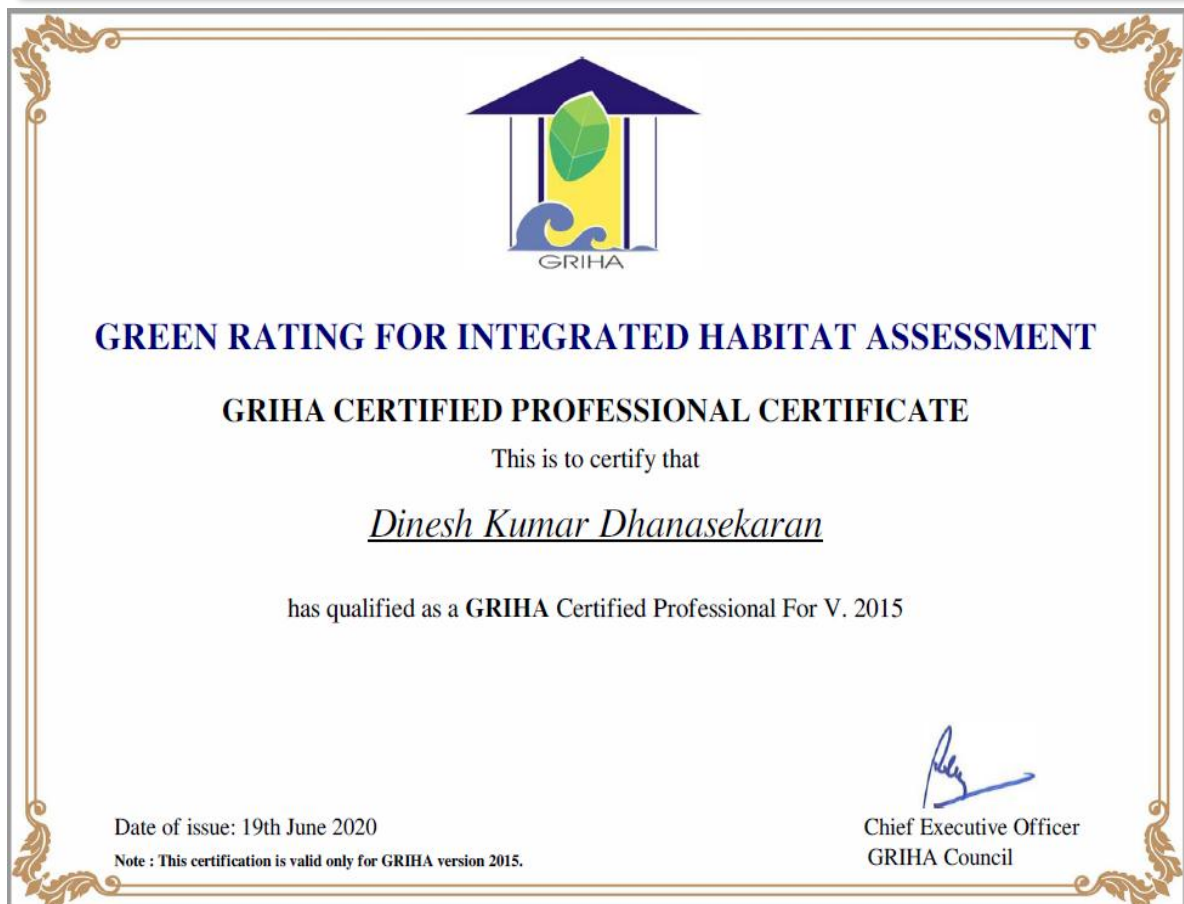 GRIHA
GREEN RATING FOR INTEGRATED HABITAT ASSESSMENT
GRIHA CERTIFIED PROFESSIONAL CERTIFICATE
This is to certify that
Dinesh Kumar Dhanasekaran
has qualified as a GRIHA Certified Professional For V. 2015
Date of issue: 19th June 2020
Note : This certification is valid only for GRIHA version 2015.
Chief Executive Officer
GRIHA Council